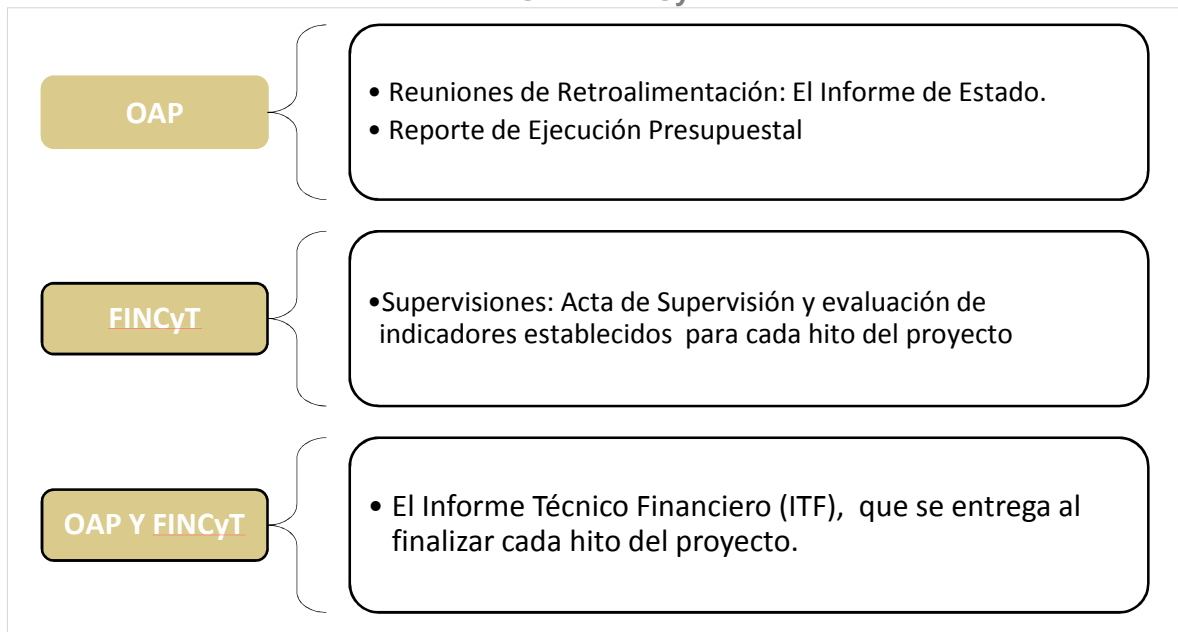 OAP
• Reuniones de Retroalimentación: El Informe de Estado.
• Reporte de Ejecución Presupuestal
FINCyT
•Supervisiones: Acta de Supervisión y evaluación de
indicadores establecidos para cada hito del proyecto
OAP Y FINCyT
• El Informe Técnico Financiero (ITF), que se entrega al
finalizar cada hito del proyecto.